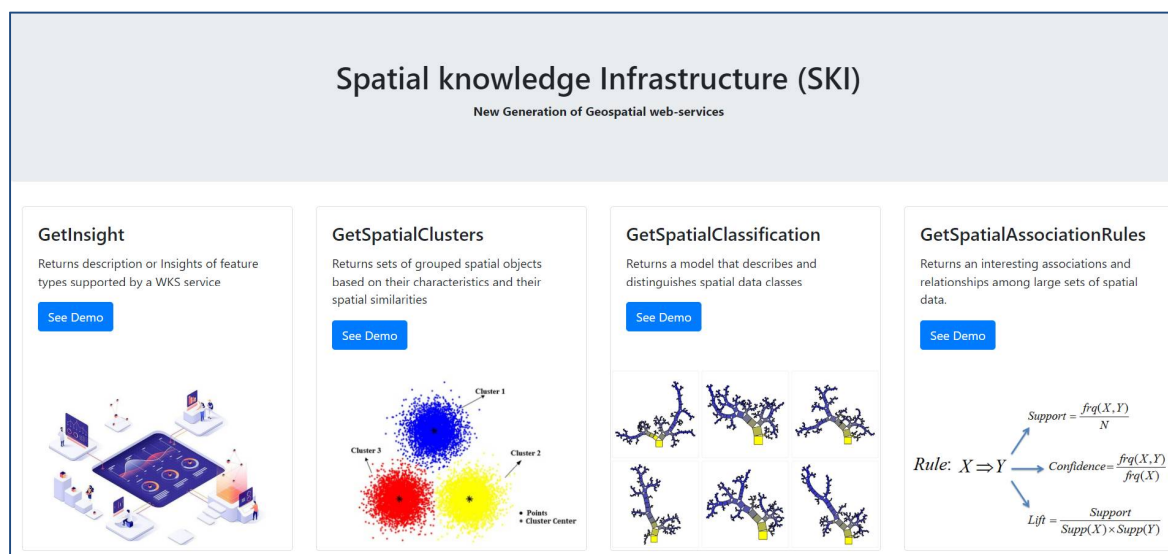 Spatial knowledge Infrastructure (SKI)
New Generation of Geospatial web-services
GetInsight
Returns description or Insights of feature
types supported by a WKS service
See Demo
GetSpatialClusters
Returns sets of grouped spatial objects
based on their characteristics and their
spatial similarities
See Demo
Cluster 1
Cluster 3
Cluster 2
• Points
* Cluster Center
GetSpatialClassification
Returns a model that describes and
distinguishes spatial data classes
See Demo
GetSpatialAssociationRules
Returns an interesting associations and
relationships among large sets of spatial
data.
See Demo
Support = frq(X,Y) / N
Rule: X ⇒ Y
Confidence = frq(X,Y) / frq(X)
Lift = Support / Supp(X) × Supp(Y)